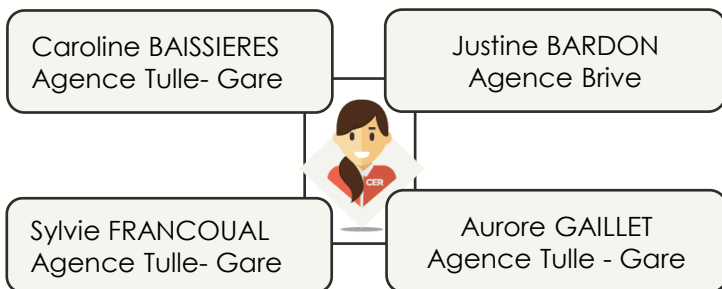 Caroline BAISSIERES
Agence Tulle- Gare
Justine BARDON
Agence Brive
CER
Sylvie FRANCOUAL
Agence Tulle- Gare
Aurore GAILLET
Agence Tulle - Gare